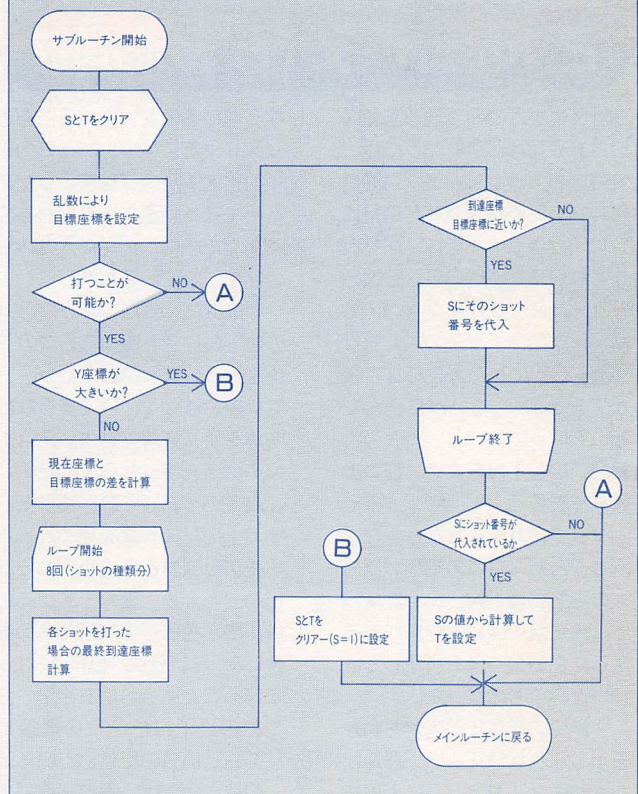 サブルーチン開始
SとTをクリア
乱数により
目標座標を設定
打つことが
可能か?
NO
A
YES
Y座標が
大きいか?
YES
B
NO
現在座標と
目標座標の差を計算
ループ開始
8回(ショットの種類分)
各ショットを打った
場合の最終到達座標
計算
到達座標
目標座標に近いか?
NO
YES
Sにそのショット
番号を代入
ループ終了
A
Sにショット番号が
代入されているか
NO
YES
B
SとTを
クリアー(S=1)に設定
Sの値から計算して
Tを設定
メインルーチンに戻る